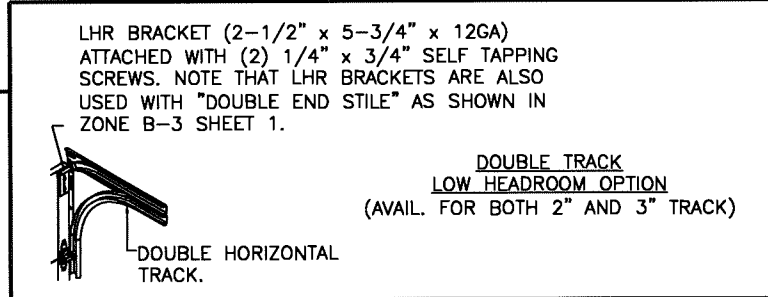 LHR BRACKET (2-1/2" x 5-3/4" x 12GA)
ATTACHED WITH (2) 1/4" x 3/4" SELF TAPPING
SCREWS. NOTE THAT LHR BRACKETS ARE ALSO
USED WITH "DOUBLE END STILE" AS SHOWN IN
ZONE B-3 SHEET 1.
DOUBLE TRACK
LOW HEADROOM OPTION
(AVAIL. FOR BOTH 2" AND 3" TRACK)
DOUBLE HORIZONTAL
TRACK.